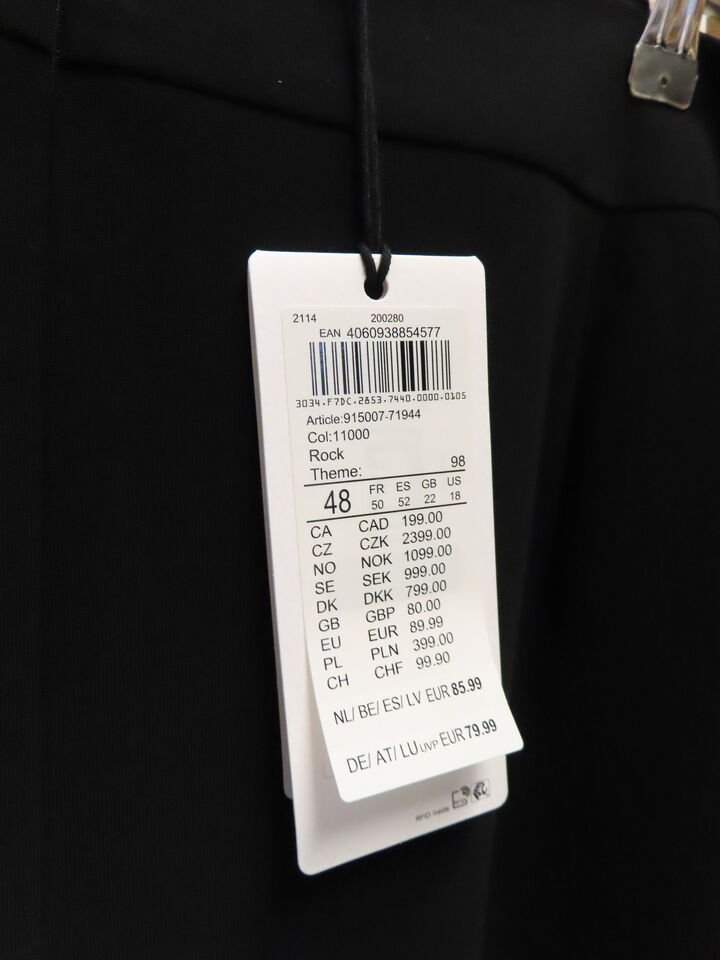 2114 200280
EAN 4060938854577
3034.F7DC.2853.7440.0000.0105
Article:915007-71944
Col:11000
Rock
Theme: 98
48 FR ES GB US
50 52 22 18
CA CAD 199.00
CZ CZK 2399.00
NO NOK 1099.00
SE SEK 999.00
DK DKK 799.00
GB GBP 80.00
EU EUR 89.99
PL PLN 399.00
CH CHF 99.90
NL/ BE/ ES/ LV EUR 85.99
DE/ AT/ LU UVP EUR 79.99
RFID inside